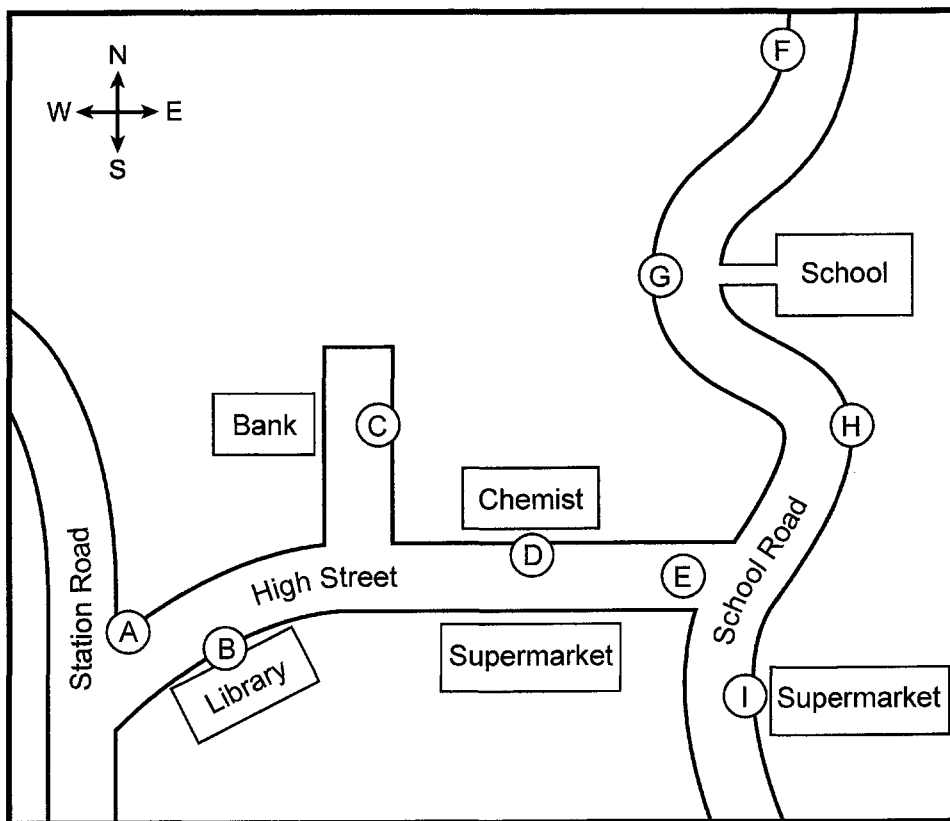 F
N
W E
S
G
School
Bank
C
H
Chemist
D
High Street
E
School Road
Station Road
A
B
Library
Supermarket
I
Supermarket